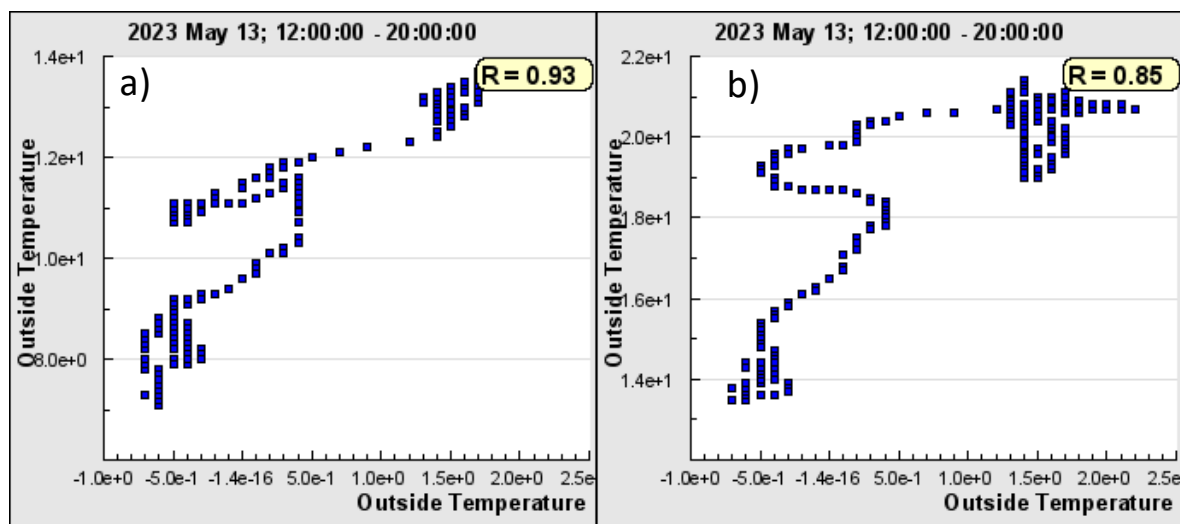 2023 May 13; 12:00:00 - 20:00:00
a)
R = 0.93
1.4e+1
1.2e+1
1.0e+1
8.0e+0
Outside Temperature
-1.0e+0 -5.0e-1 -1.4e-16 5.0e-1 1.0e+0 1.5e+0 2.0e+0 2.5e
Outside Temperature
2023 May 13; 12:00:00 - 20:00:00
b)
R = 0.85
2.2e+1
2.0e+1
1.8e+1
1.6e+1
1.4e+1
Outside Temperature
-1.0e+0 -5.0e-1 -1.4e-16 5.0e-1 1.0e+0 1.5e+0 2.0e+0 2.5e
Outside Temperature